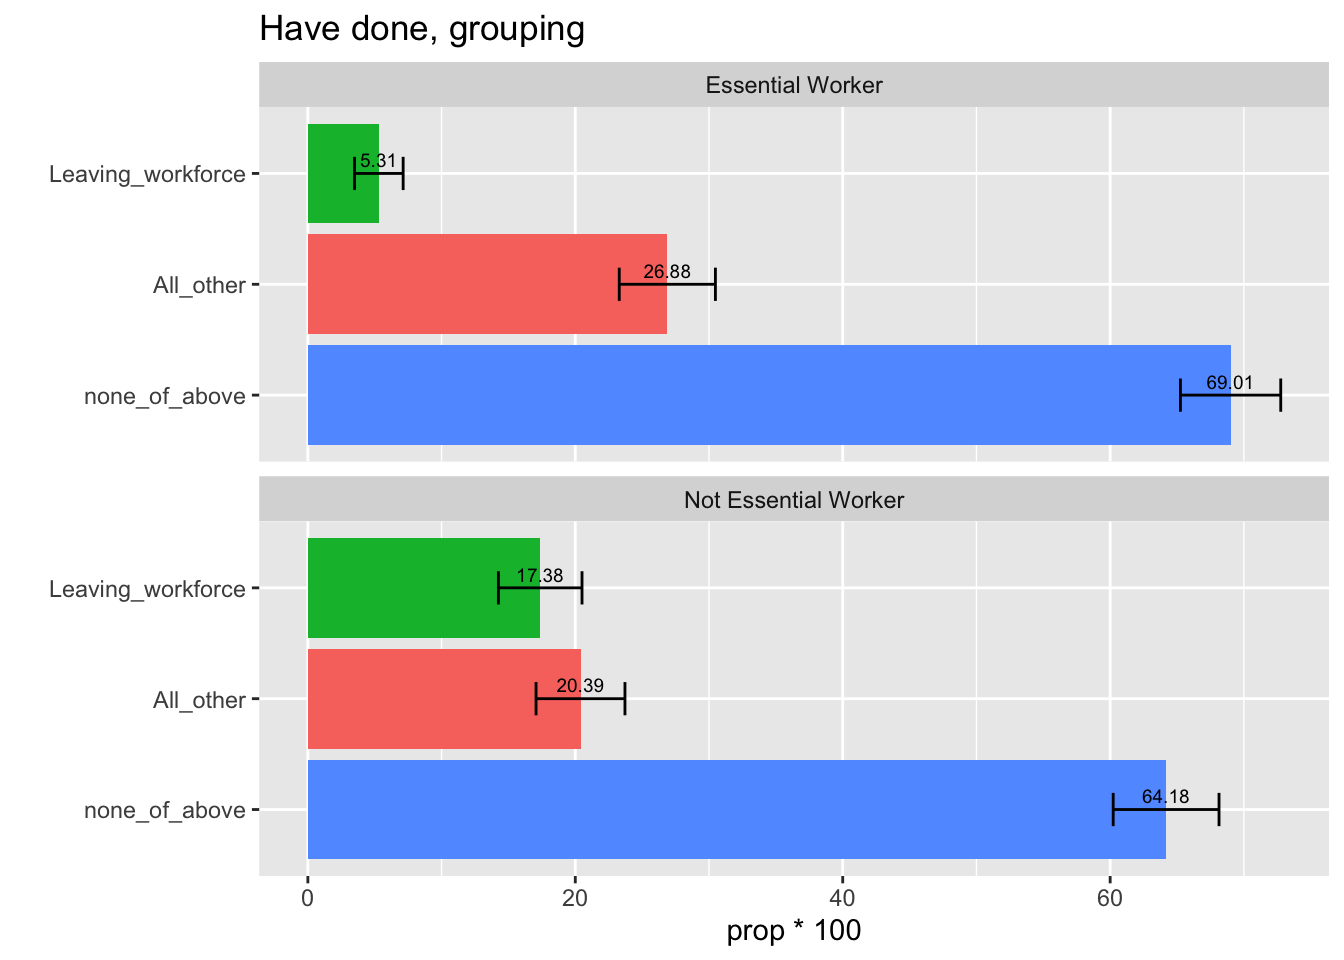 Have done, grouping
Essential Worker
Leaving_workforce
5.31
All_other
26.88
none_of_above
69.01
Not Essential Worker
Leaving_workforce
17.38
All_other
20.39
none_of_above
64.18
0 20 40 60
prop * 100